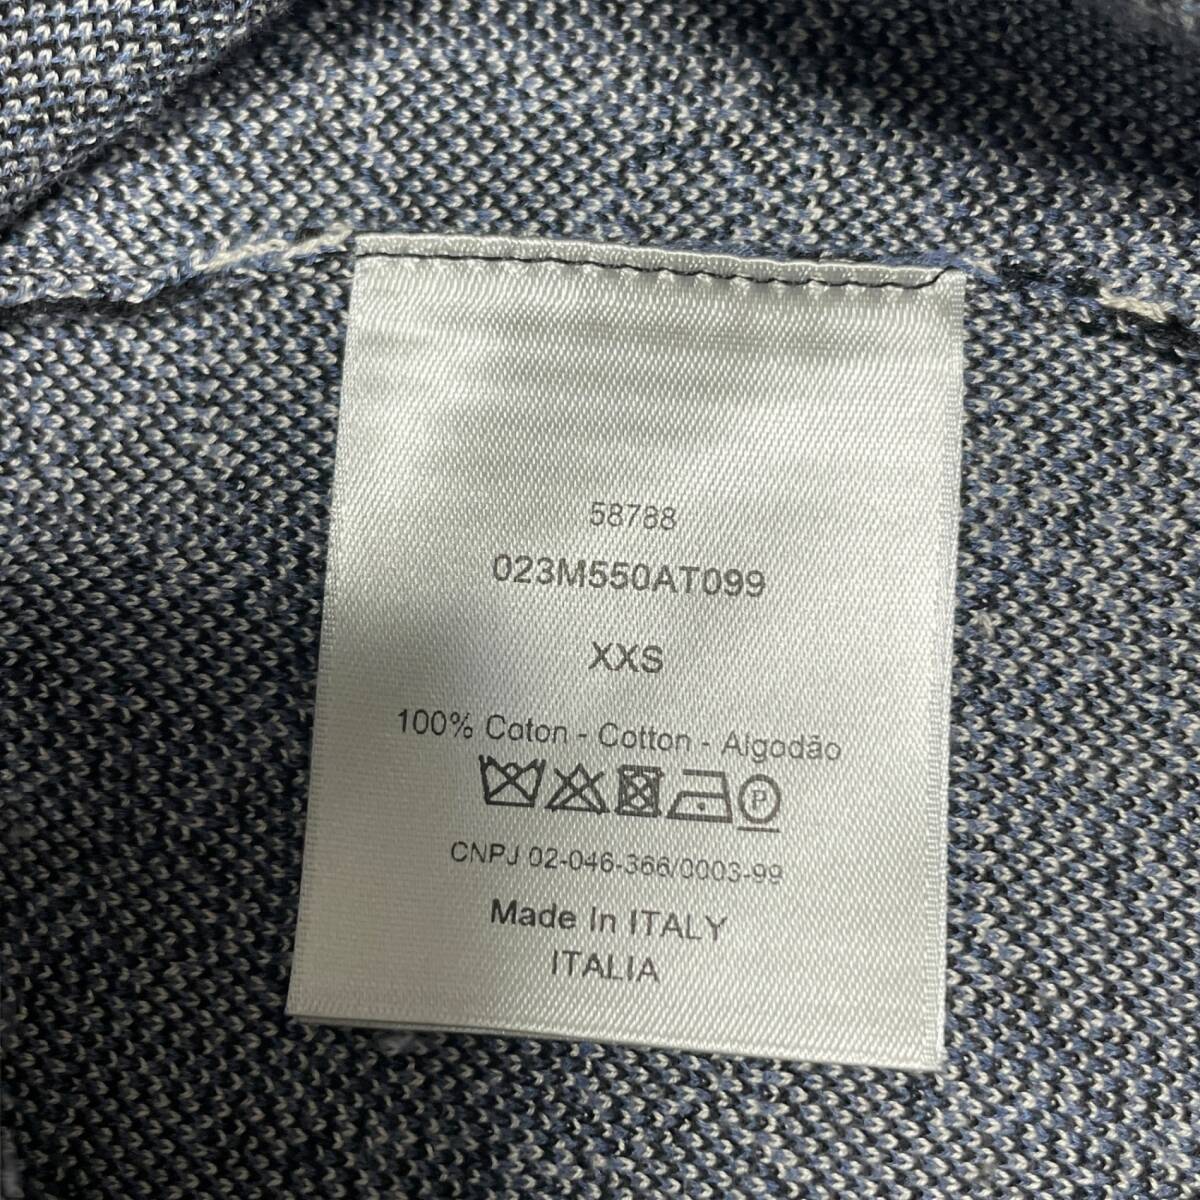 58788
023M550AT099
XXS
100% Coton - Cotton - Algodão
P
CNPJ 02-046-366/0003-99
Made In ITALY
ITALIA